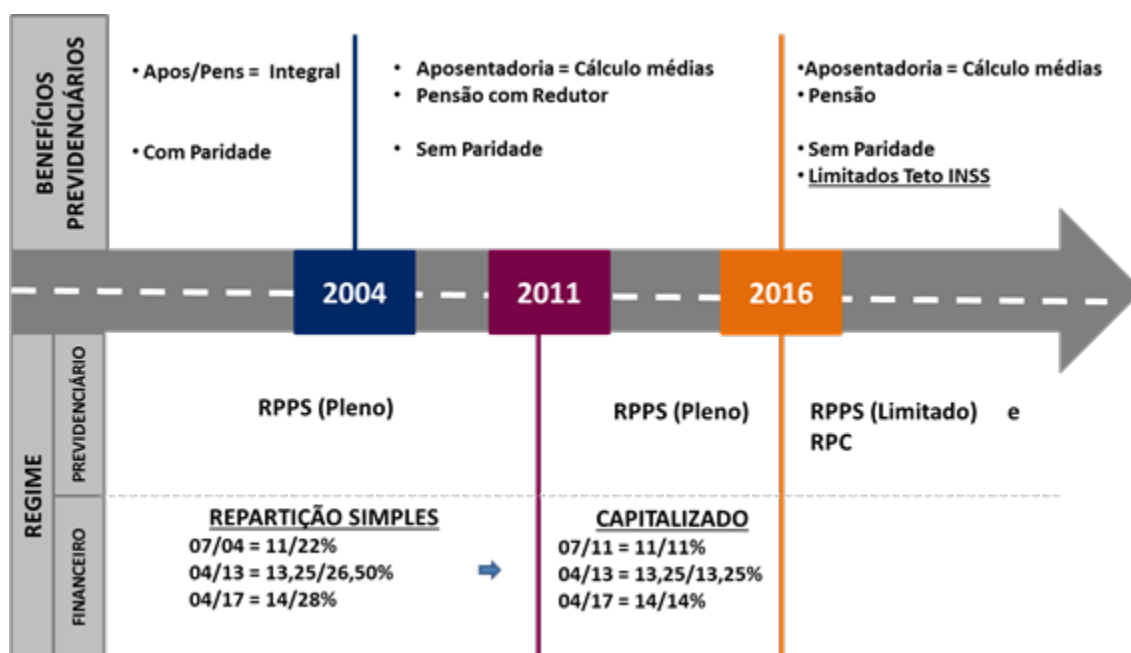 BENEFÍCIOS
PREVIDENCIÁRIOS
• Apos/Pens = Integral
• Com Paridade
• Aposentadoria = Cálculo médias
• Pensão com Redutor
• Sem Paridade
• Aposentadoria = Cálculo médias
• Pensão
• Sem Paridade
• Limitados Teto INSS
2004
2011
2016
REGIME
PREVIDENCIÁRIO
RPPS (Pleno)
RPPS (Pleno)
RPPS (Limitado) e
RPC
FINANCEIRO
REPARTIÇÃO SIMPLES
07/04 = 11/22%
04/13 = 13,25/26,50%
04/17 = 14/28%
CAPITALIZADO
07/11 = 11/11%
04/13 = 13,25/13,25%
04/17 = 14/14%